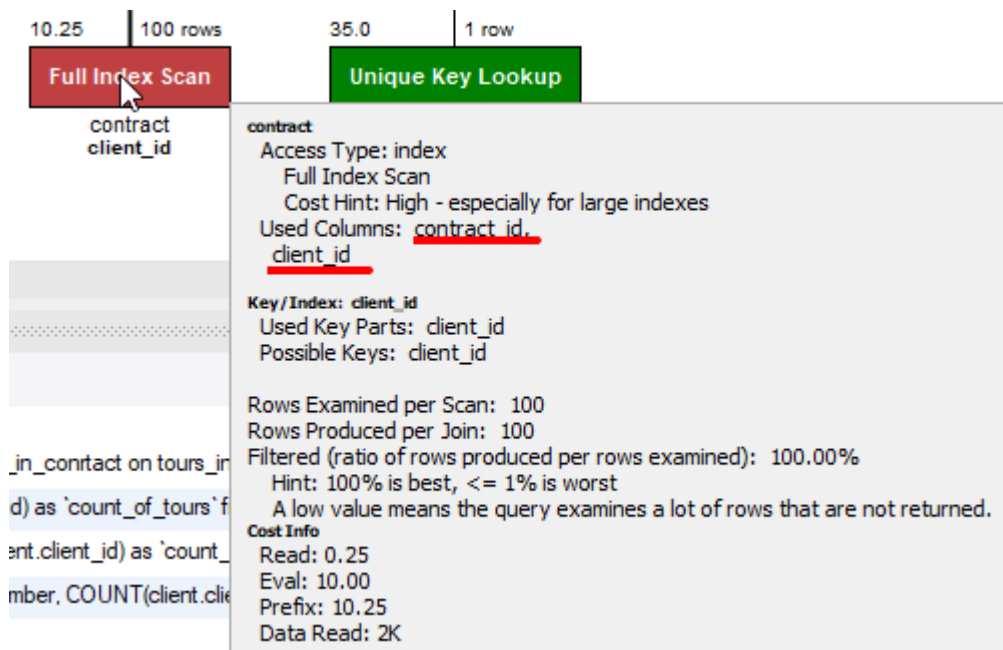 10.25 100 rows 35.0 1 row
Full Index Scan Unique Key Lookup
contract
client_id
contract
Access Type: index
Full Index Scan
Cost Hint: High - especially for large indexes
Used Columns: contract_id,
client_id
Key/Index: client_id
Used Key Parts: client_id
Possible Keys: client_id
Rows Examined per Scan: 100
Rows Produced per Join: 100
Filtered (ratio of rows produced per rows examined): 100.00%
Hint: 100% is best, <= 1% is worst
A low value means the query examines a lot of rows that are not returned.
Cost Info
Read: 0.25
Eval: 10.00
Prefix: 10.25
Data Read: 2K
_in_conrtact on tours_in
d) as `count_of_tours` f
ent.client_id) as `count_
mber, COUNT(client.clie